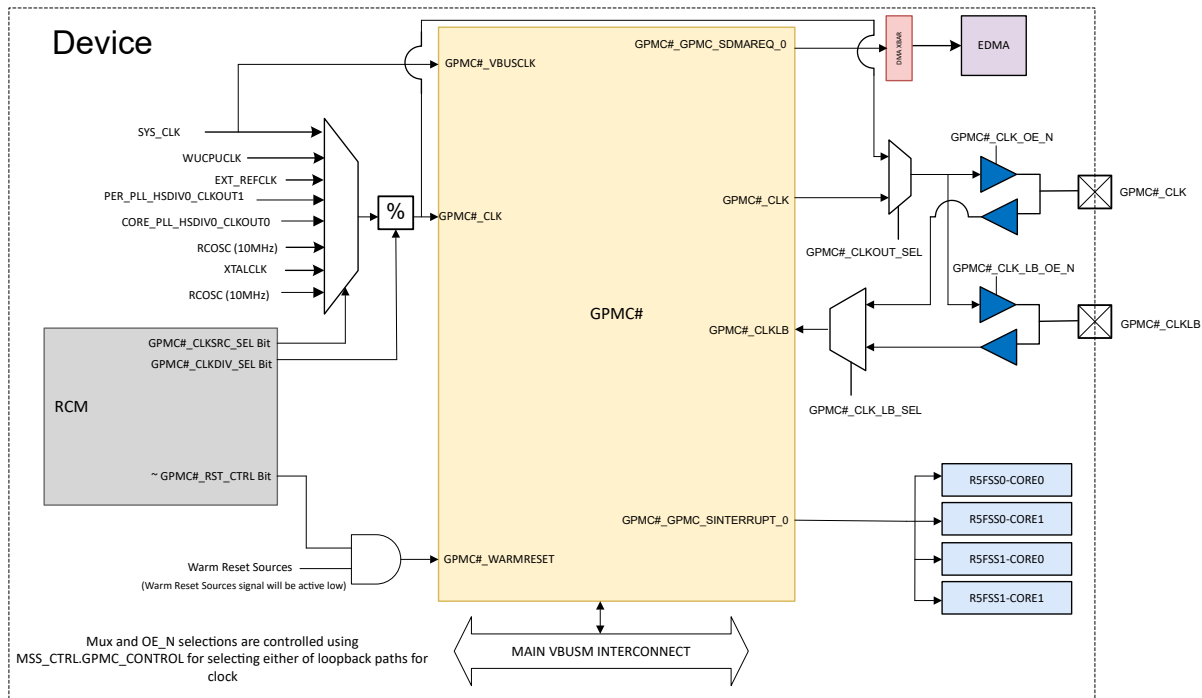 Device
GPMC#_VBUSCLK
GPMC#_GPMC_SDMAREQ_0
DMA XBAR
EDMA
SYS_CLK
WUCPUCLK
EXT_REFCLK
PER_PLL_HSDIV0_CLKOUT1
CORE_PLL_HSDIV0_CLKOUT0
RCOSC (10MHz)
XTALCLK
RCOSC (10MHz)
%
GPMC#_CLK
GPMC#_CLK
GPMC#_CLKOUT_SEL
GPMC#_CLK_OE_N
GPMC#_CLK
GPMC#_CLK_LB_OE_N
GPMC#
GPMC#_CLKLB
GPMC#_CLKLB
GPMC#_CLK_LB_SEL
GPMC#_CLKSRC_SEL Bit
GPMC#_CLKDIV_SEL Bit
RCM
~ GPMC#_RST_CTRL Bit
GPMC#_GPMC_SINTERRUPT_0
R5FSS0-CORE0
R5FSS0-CORE1
R5FSS1-CORE0
R5FSS1-CORE1
GPMC#_WARMRESET
Warm Reset Sources
(Warm Reset Sources signal will be active low)
Mux and OE_N selections are controlled using
MSS_CTRL.GPMC_CONTROL for selecting either of loopback paths for
clock
MAIN VBUSM INTERCONNECT